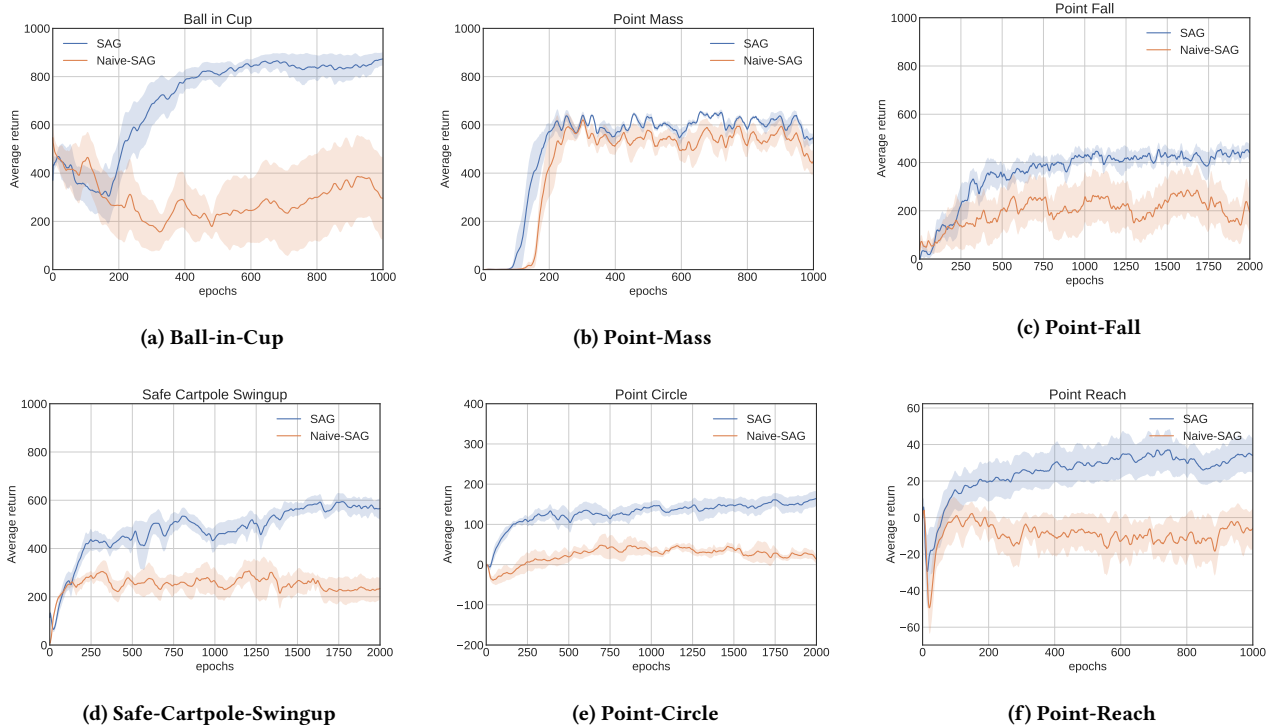 Ball in Cup
1000
800
600
400
200
0
Average return
SAG
Naive-SAG
0 200 400 600 800 1000
epochs
(a) Ball-in-Cup
Point Mass
1000
800
600
400
200
0
Average return
SAG
Naive-SAG
0 200 400 600 800 1000
epochs
(b) Point-Mass
Point Fall
1000
800
600
400
200
0
Average return
SAG
Naive-SAG
0 250 500 750 1000 1250 1500 1750 2000
epochs
(c) Point-Fall
Safe Cartpole Swingup
1000
800
600
400
200
0
Average return
SAG
Naive-SAG
0 250 500 750 1000 1250 1500 1750 2000
epochs
(d) Safe-Cartpole-Swingup
Point Circle
400
300
200
100
0
−100
−200
Average return
SAG
Naive-SAG
0 250 500 750 1000 1250 1500 1750 2000
epochs
(e) Point-Circle
Point Reach
60
40
20
0
−20
−40
−60
Average return
SAG
Naive-SAG
0 200 400 600 800 1000
epochs
(f) Point-Reach